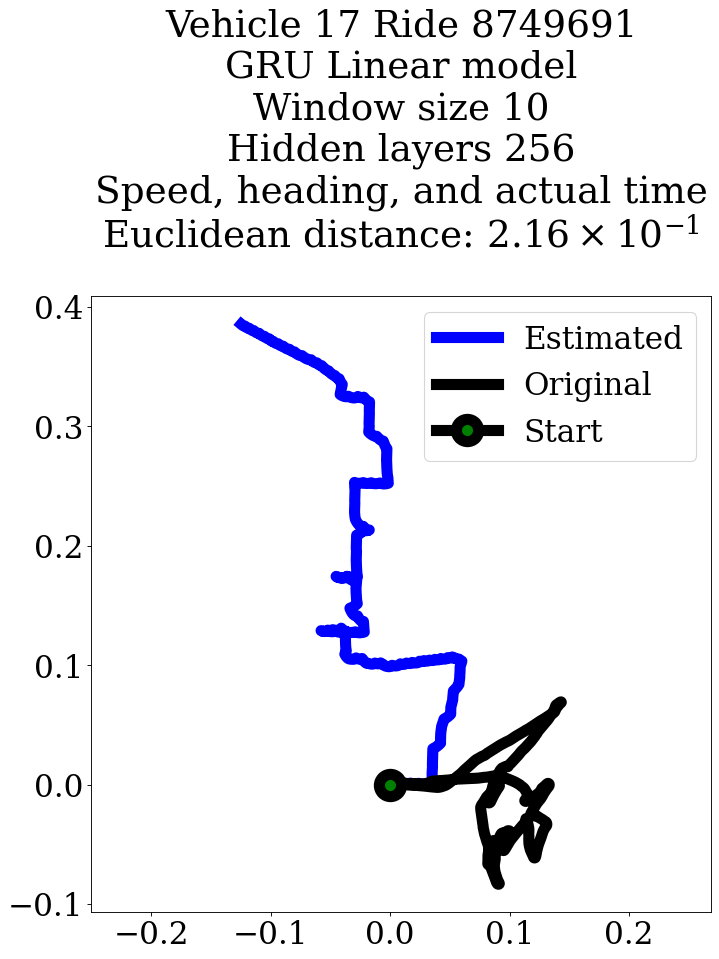 Vehicle 17 Ride 8749691
GRU Linear model
Window size 10
Hidden layers 256
Speed, heading, and actual time
Euclidean distance: 2.16 × 10⁻¹
Estimated
Original
Start
0.4
0.3
0.2
0.1
0.0
−0.1
−0.2 −0.1 0.0 0.1 0.2